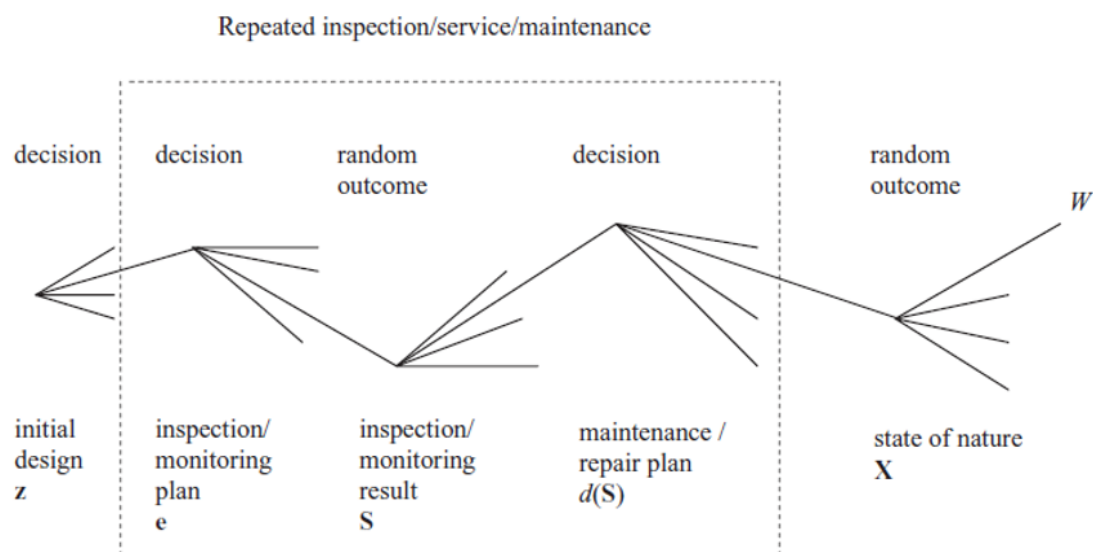 Repeated inspection/service/maintenance
decision
decision
random
outcome
decision
random
outcome
W
initial
design
z
inspection/
monitoring
plan
e
inspection/
monitoring
result
S
maintenance /
repair plan
d(S)
state of nature
X